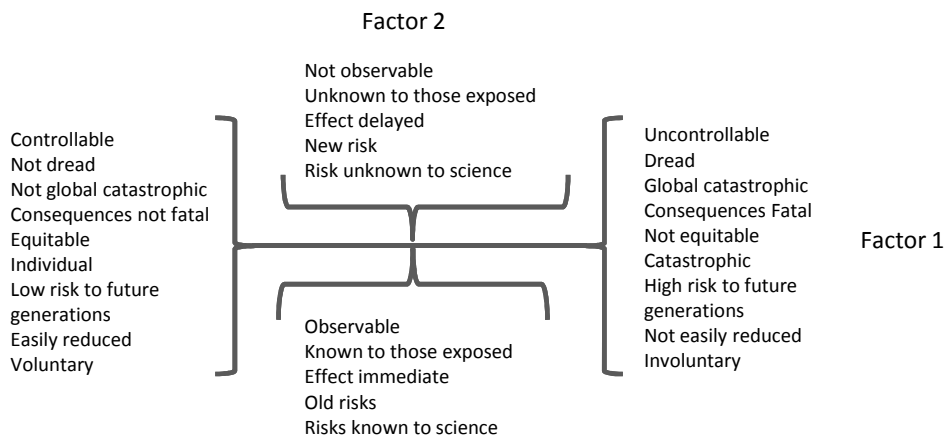 Factor 2
Not observable
Unknown to those exposed
Effect delayed
New risk
Risk unknown to science
Controllable
Not dread
Not global catastrophic
Consequences not fatal
Equitable
Individual
Low risk to future
generations
Easily reduced
Voluntary
Uncontrollable
Dread
Global catastrophic
Consequences Fatal
Not equitable
Catastrophic
High risk to future
generations
Not easily reduced
Involuntary
Factor 1
Observable
Known to those exposed
Effect immediate
Old risks
Risks known to science